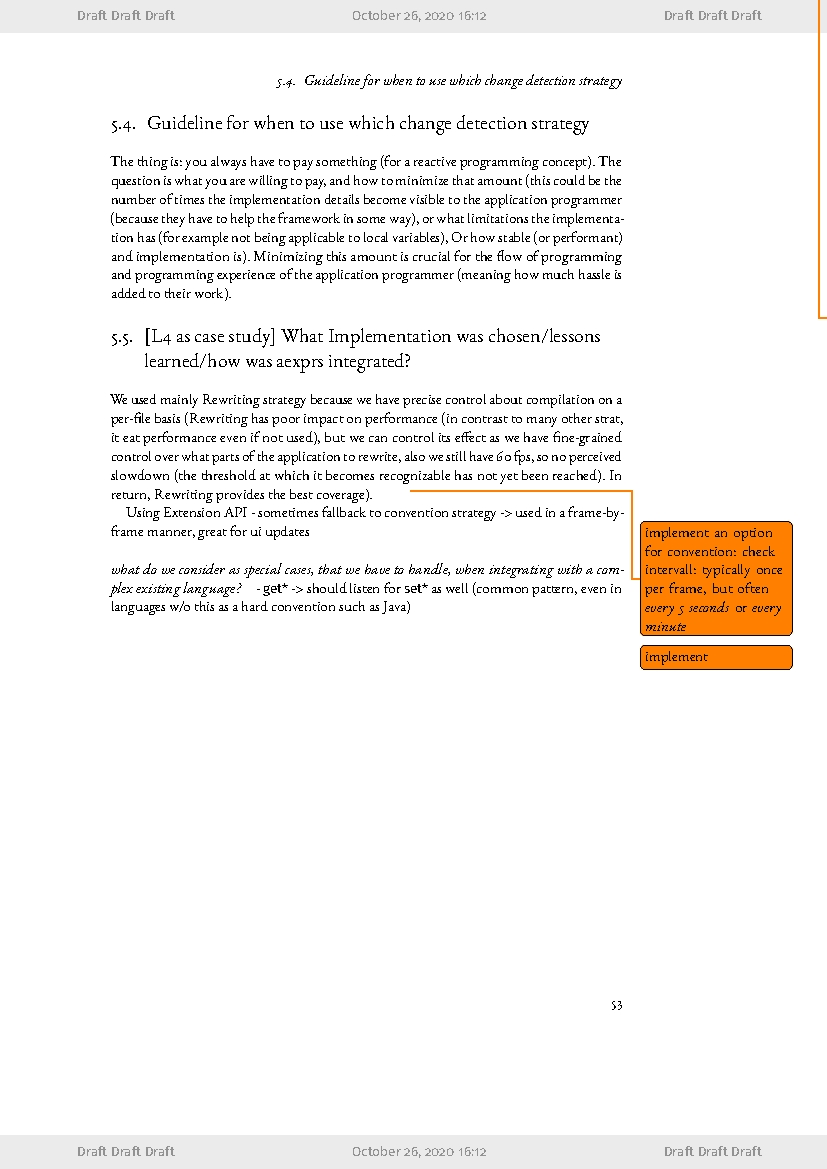 Draft Draft Draft October 26, 2020 16:12 Draft Draft Draft
5.4. Guideline for when to use which change detection strategy
5.4. Guideline for when to use which change detection strategy
The thing is: you always have to pay something (for a reactive programming concept). The
question is what you are willing to pay, and how to minimize that amount (this could be the
number of times the implementation details become visible to the application programmer
(because they have to help the framework in some way), or what limitations the implementa-
tion has (for example not being applicable to local variables), Or how stable (or performant)
and implementation is). Minimizing this amount is crucial for the flow of programming
and programming experience of the application programmer (meaning how much hassle is
added to their work).
5.5. [L4 as case study] What Implementation was chosen/lessons
learned/how was aexprs integrated?
We used mainly Rewriting strategy because we have precise control about compilation on a
per-file basis (Rewriting has poor impact on performance (in contrast to many other strat,
it eat performance even if not used), but we can control its effect as we have fine-grained
control over what parts of the application to rewrite, also we still have 60 fps, so no perceived
slowdown (the threshold at which it becomes recognizable has not yet been reached). In
return, Rewriting provides the best coverage).
Using Extension API - sometimes fallback to convention strategy -> used in a frame-by-
frame manner, great for ui updates
what do we consider as special cases, that we have to handle, when integrating with a com-
plex existing language? - get* -> should listen for set* as well (common pattern, even in
languages w/o this as a hard convention such as Java)
implement an option
for convention: check
intervall: typically once
per frame, but often
every 5 seconds or every
minute
implement
53
Draft Draft Draft October 26, 2020 16:12 Draft Draft Draft